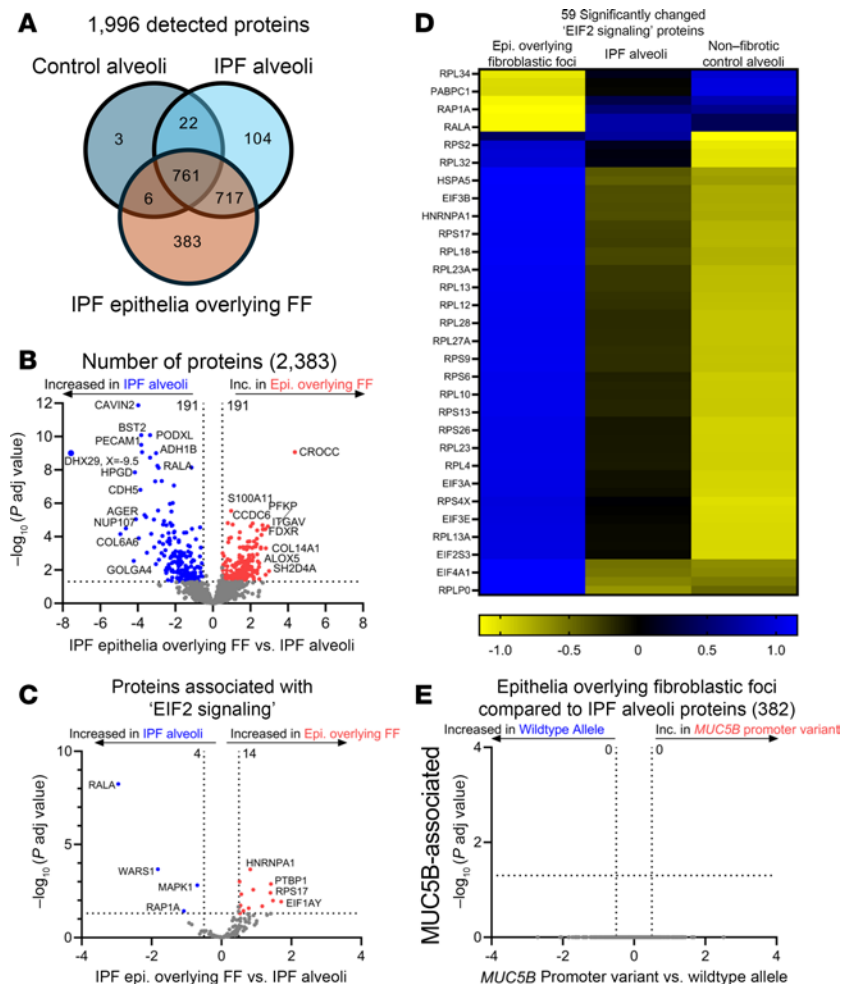 A
1,996 detected proteins
Control alveoli
IPF alveoli
3
22
104
761
6
717
383
IPF epithelia overlying FF
B
Number of proteins (2,383)
Increased in IPF alveoli
Inc. in Epi. overlying FF
191
191
12
10
8
6
4
2
0
–log10 (P adj value)
CAVIN2
BST2
PODXL
PECAM1
ADH1B
DHX29, X=-9.5
RALA
HPGD
CDH5
AGER
NUP107
COL6A6
GOLGA4
CROCC
S100A11
PFKP
CCDC6
ITGAV
FDXR
COL14A1
ALOX5
SH2D4A
-8
-6
-4
-2
0
2
4
6
8
IPF epithelia overlying FF vs. IPF alveoli
C
Proteins associated with
‘EIF2 signaling’
Increased in IPF alveoli
Increased in Epi. overlying FF
4
14
10
5
0
–log10 (P adj value)
RALA
WARS1
MAPK1
RAP1A
HNRNPA1
PTBP1
RPS17
EIF1AY
-4
-2
0
2
4
IPF epi. overlying FF vs. IPF alveoli
D
59 Significantly changed
‘EIF2 signaling’ proteins
Epi. overlying
fibroblastic foci
IPF alveoli
Non–fibrotic
control alveoli
RPL34
PABPC1
RAP1A
RALA
RPS2
RPL32
HSPA5
EIF3B
HNRNPA1
RPS17
RPL18
RPL23A
RPL13
RPL12
RPL28
RPL27A
RPS9
RPS6
RPL10
RPS13
RPS26
RPL23
RPL4
EIF3A
RPS4X
EIF3E
RPL13A
EIF2S3
EIF4A1
RPLP0
-1.0
-0.5
0
0.5
1.0
E
Epithelia overlying fibroblastic foci
compared to IPF alveoli proteins (382)
Increased in Wildtype Allele
Inc. in MUC5B promoter variant
0
0
MUC5B-associated
–log10 (P adj value)
4
2
0
-4
-2
0
2
4
MUC5B Promoter variant vs. wildtype allele